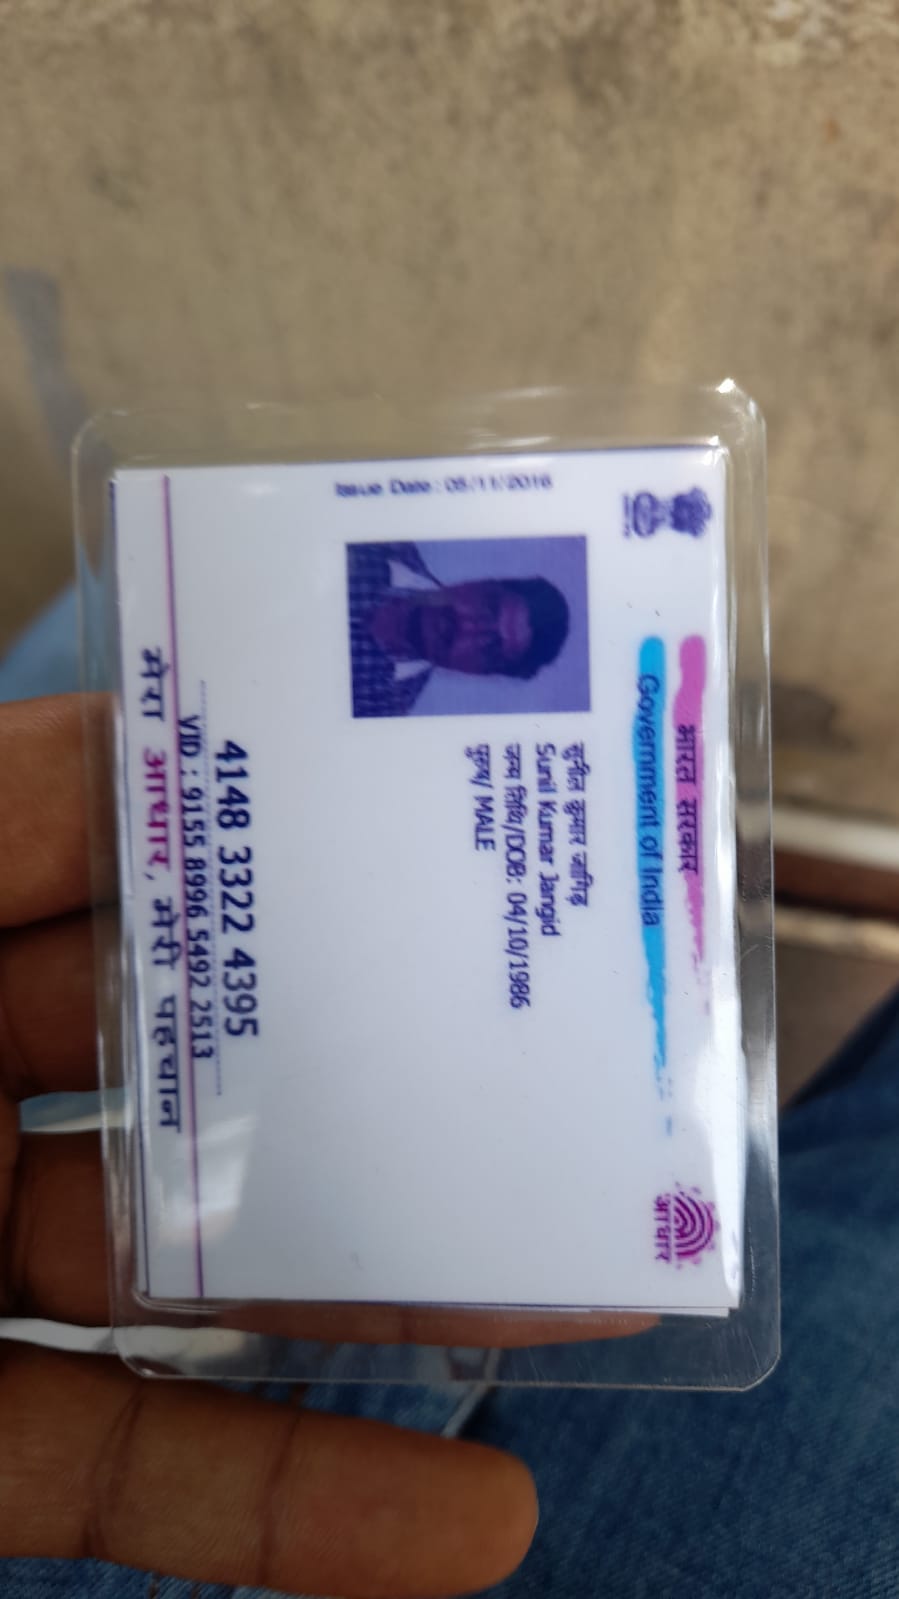 भारत सरकार
Government of India
Issue Date : 05/11/2016
सुनील कुमार जांगिड़
Sunil Kumar Jangid
जन्म तिथि/DOB: 04/10/1986
पुरुष/ MALE
4148 3322 4395
VID : 9155 8996 5492 2513
मेरा आधार, मेरी पहचान
आधार